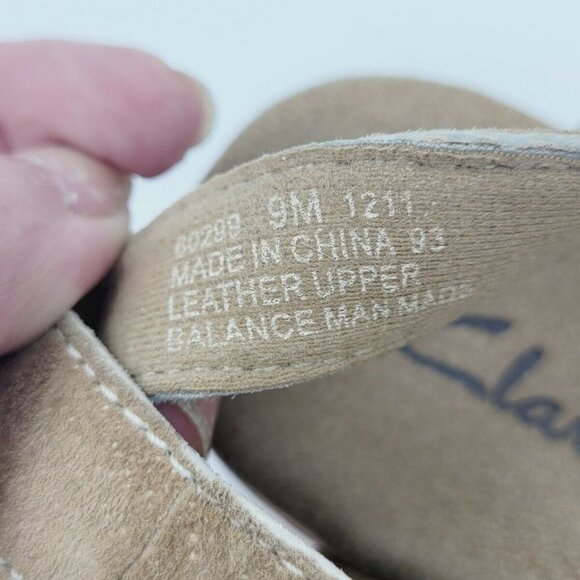 60299 9M 1211
MADE IN CHINA 93
LEATHER UPPER
BALANCE MAN MADE
Clar